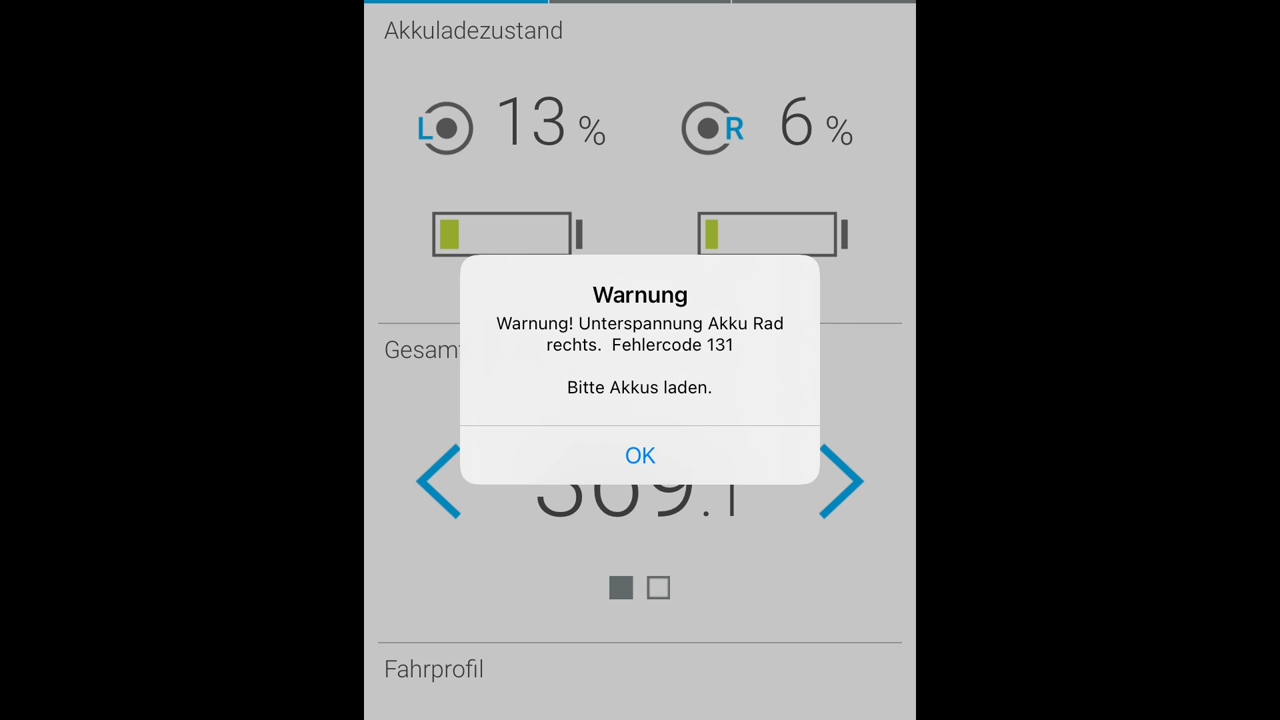 Akkuladezustand
L 13 % R 6 %
Warnung
Warnung! Unterspannung Akku Rad
rechts. Fehlercode 131
Bitte Akkus laden.
OK
Fahrprofil